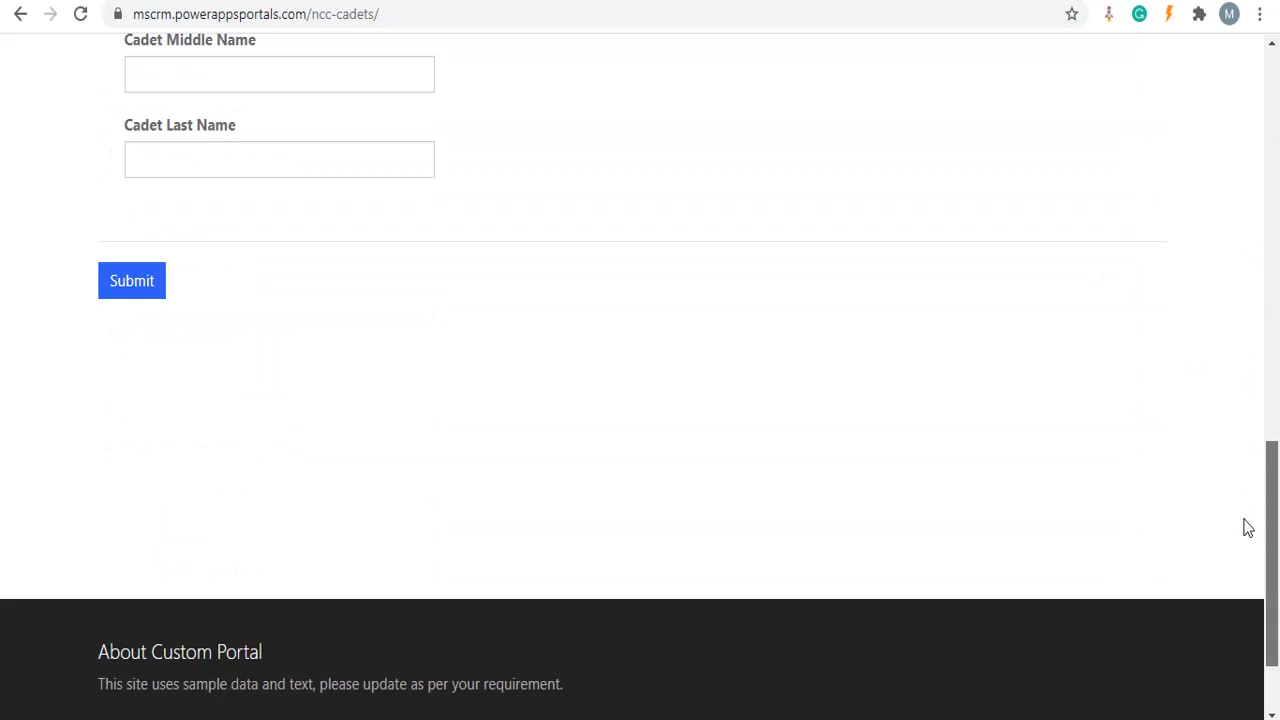 mscrm.powerappsportals.com/ncc-cadets/
M
Cadet Middle Name
Cadet Last Name
Submit
About Custom Portal
This site uses sample data and text, please update as per your requirement.